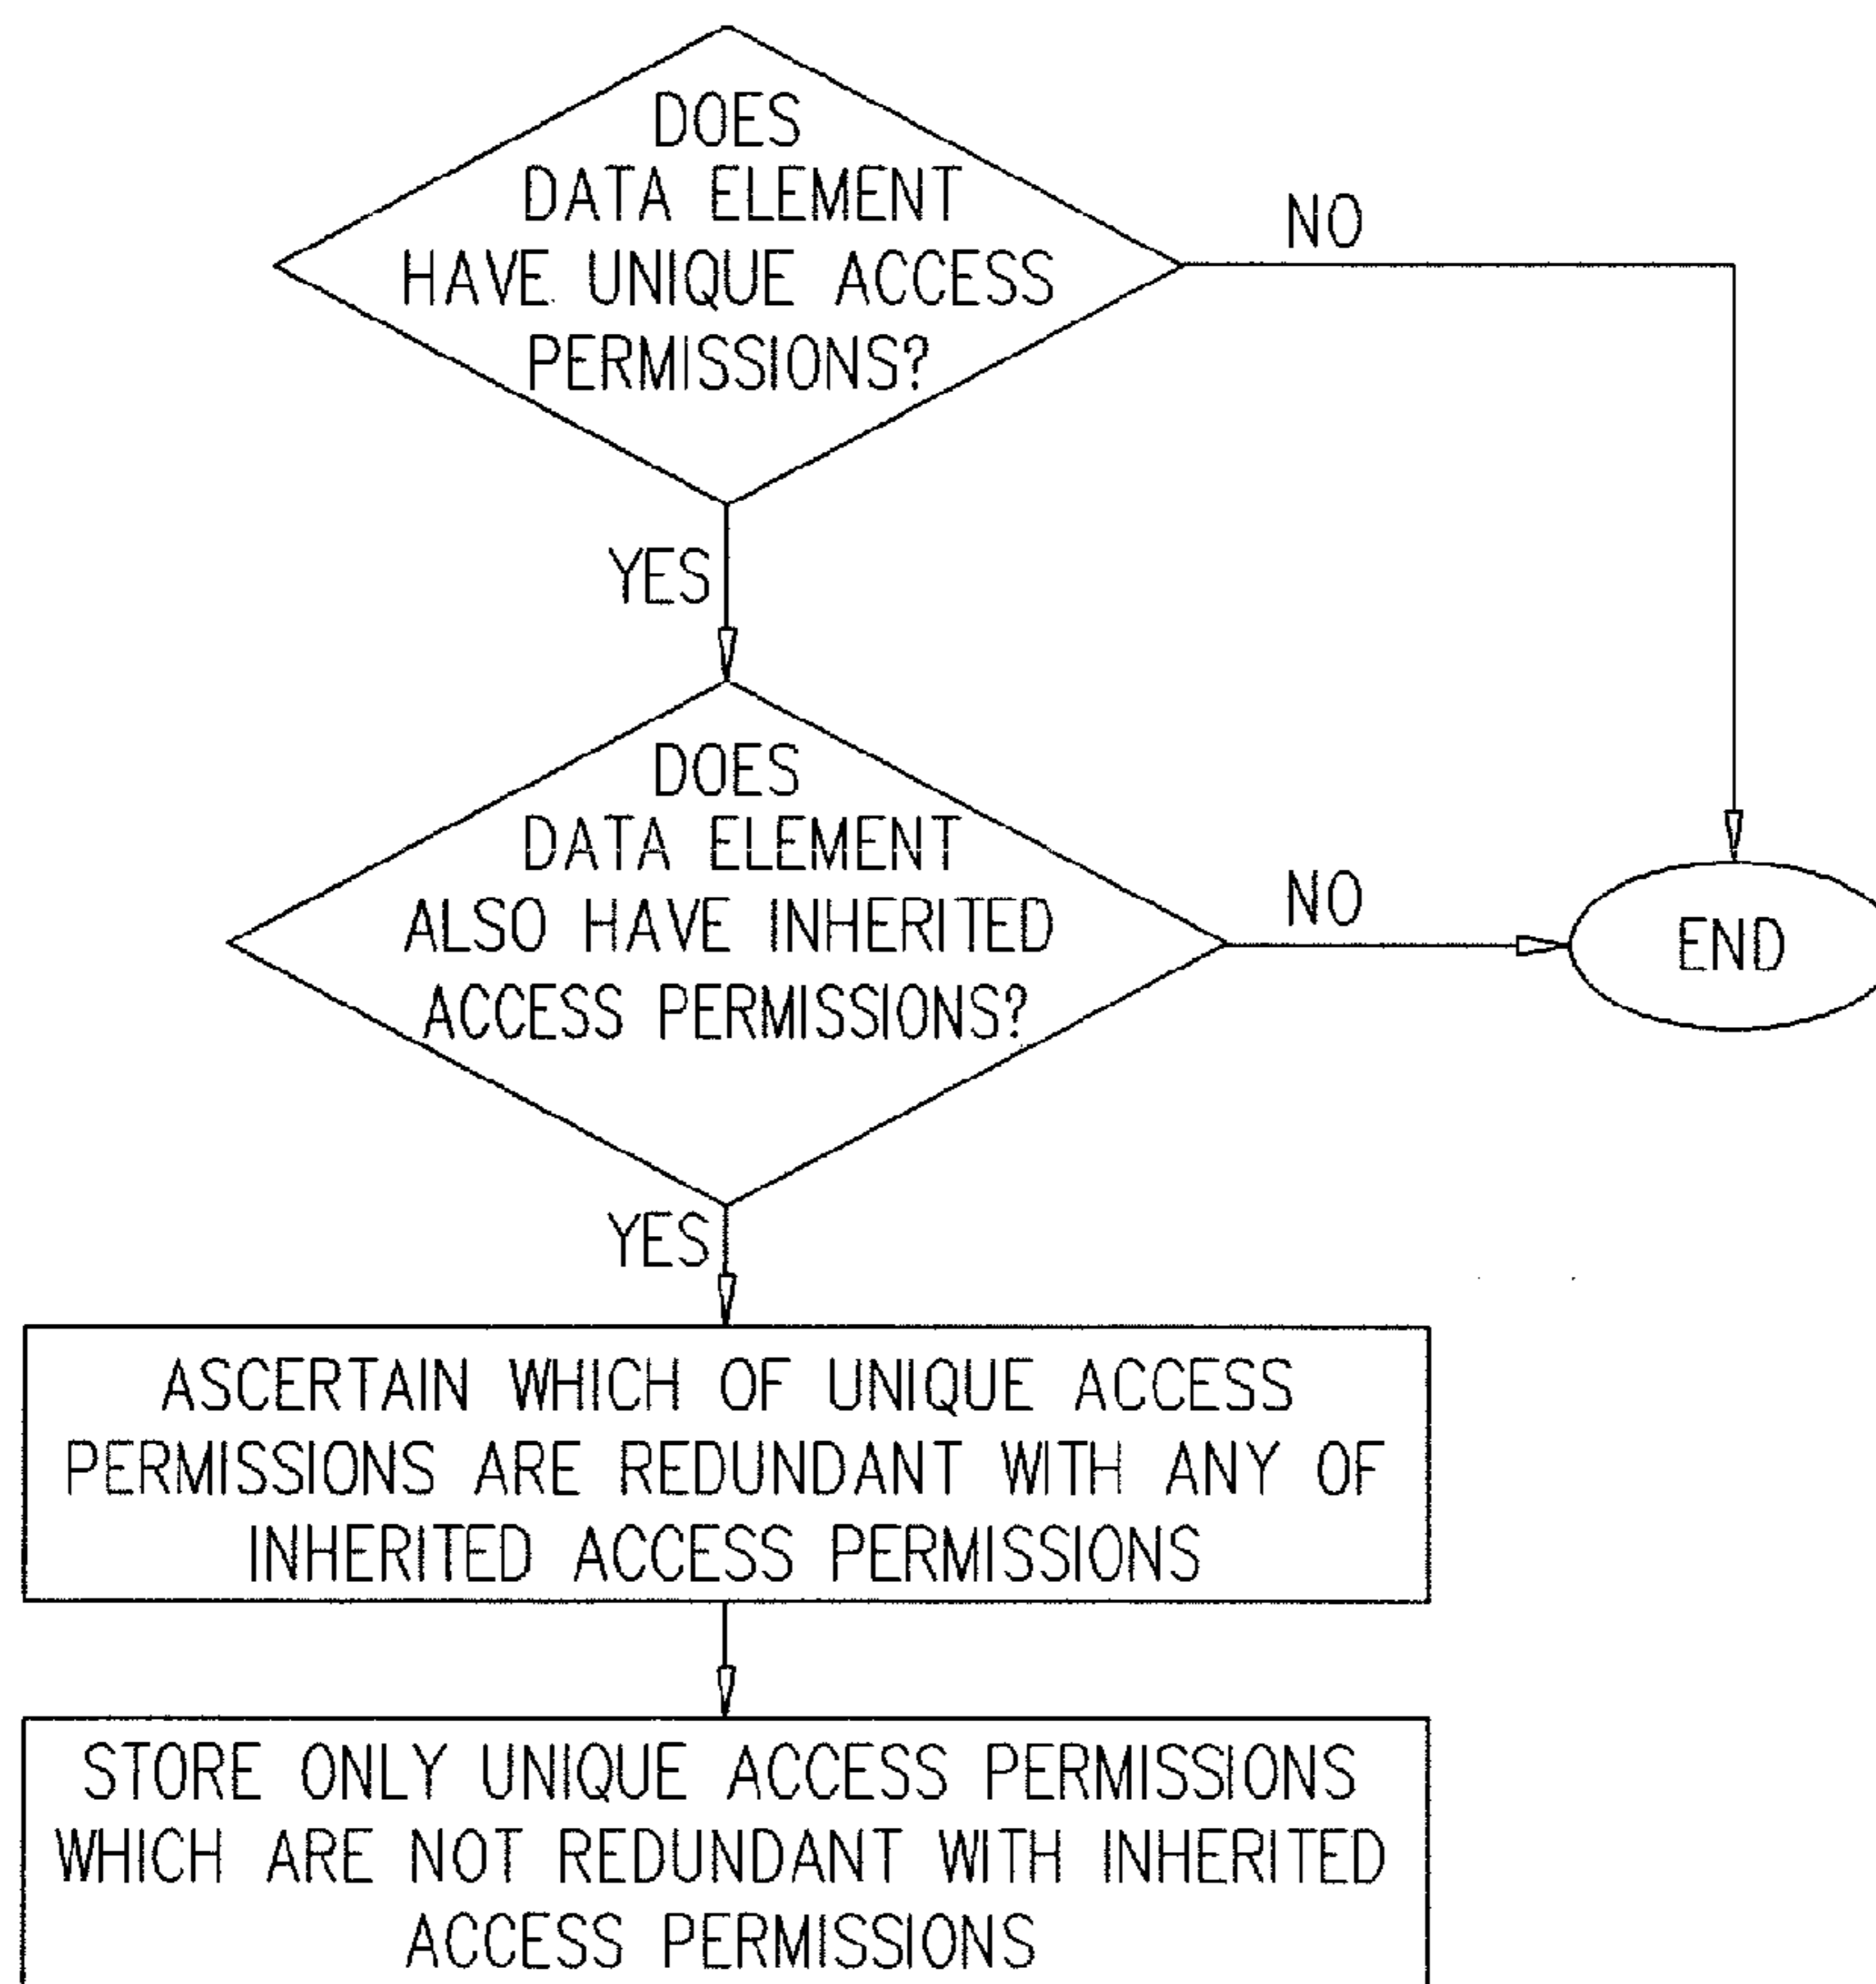 DOES
DATA ELEMENT
HAVE UNIQUE ACCESS
PERMISSIONS?
NO
YES
DOES
DATA ELEMENT
ALSO HAVE INHERITED
ACCESS PERMISSIONS?
NO
END
YES
ASCERTAIN WHICH OF UNIQUE ACCESS
PERMISSIONS ARE REDUNDANT WITH ANY OF
INHERITED ACCESS PERMISSIONS
STORE ONLY UNIQUE ACCESS PERMISSIONS
WHICH ARE NOT REDUNDANT WITH INHERITED
ACCESS PERMISSIONS